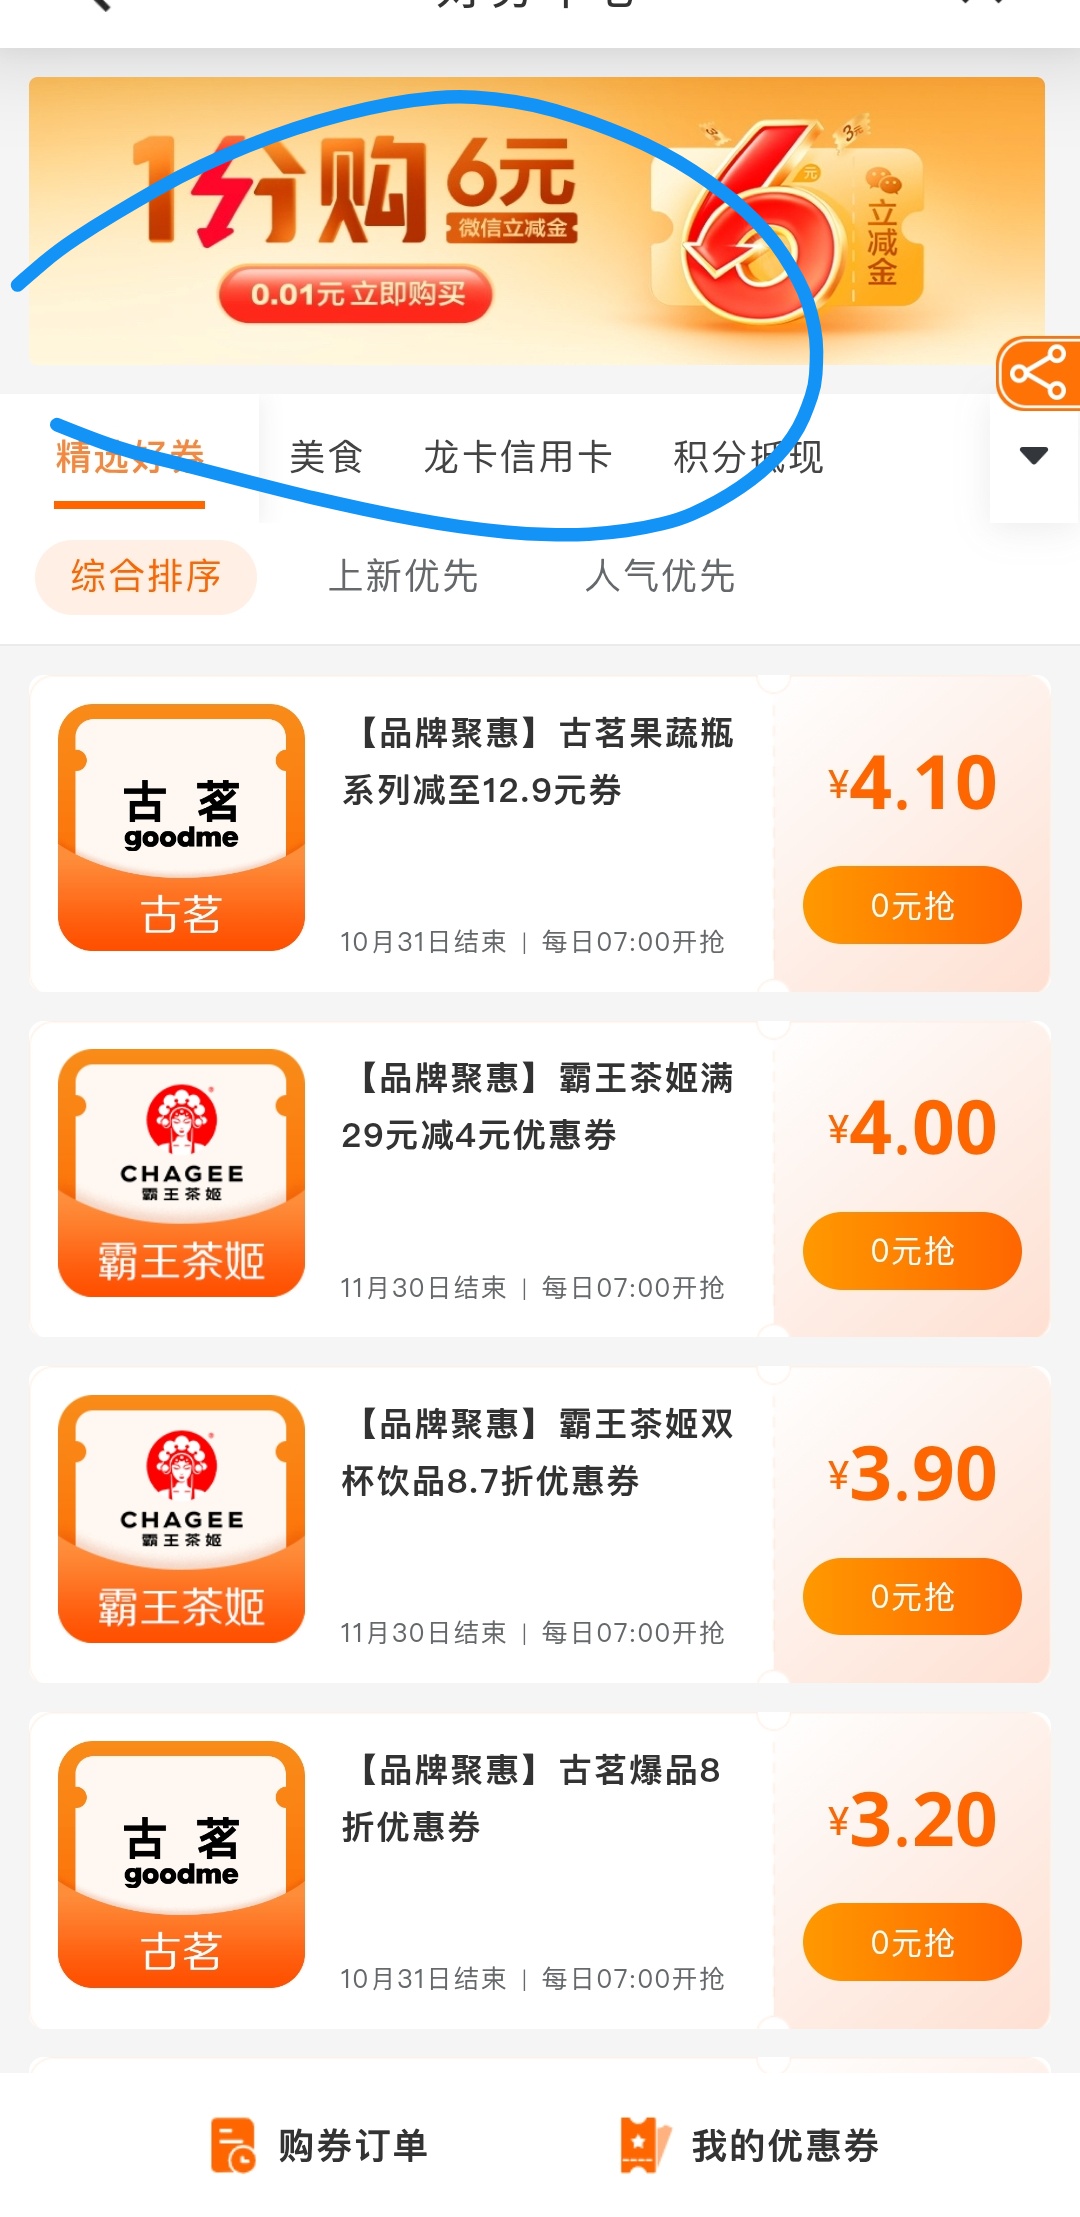 1分购 6元
微信立减金
0.01元 立即购买
3元
3元
元
立减金
精选好券
美食
龙卡信用卡
积分抵现
综合排序
上新优先
人气优先
古茗
goodme
古茗
【品牌聚惠】古茗果蔬瓶
系列减至12.9元券
10月31日结束 | 每日07:00开抢
¥4.10
0元抢
CHAGEE
霸王茶姬
霸王茶姬
【品牌聚惠】霸王茶姬满
29元减4元优惠券
11月30日结束 | 每日07:00开抢
¥4.00
0元抢
CHAGEE
霸王茶姬
霸王茶姬
【品牌聚惠】霸王茶姬双
杯饮品8.7折优惠券
11月30日结束 | 每日07:00开抢
¥3.90
0元抢
古茗
goodme
古茗
【品牌聚惠】古茗爆品8
折优惠券
10月31日结束 | 每日07:00开抢
¥3.20
0元抢
购券订单
我的优惠券